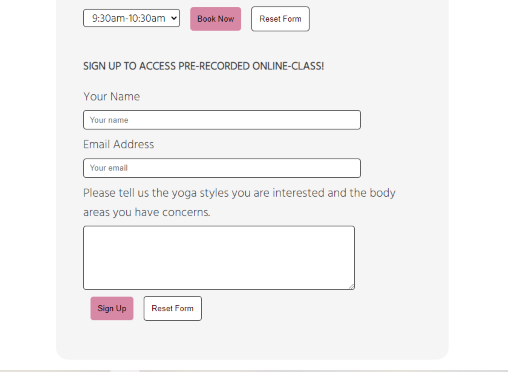 9:30am-10:30am Book Now Reset Form
SIGN UP TO ACCESS PRE-RECORDED ONLINE-CLASS!
Your Name
Your name
Email Address
Your email
Please tell us the yoga styles you are interested and the body
areas you have concerns.
Sign Up Reset Form